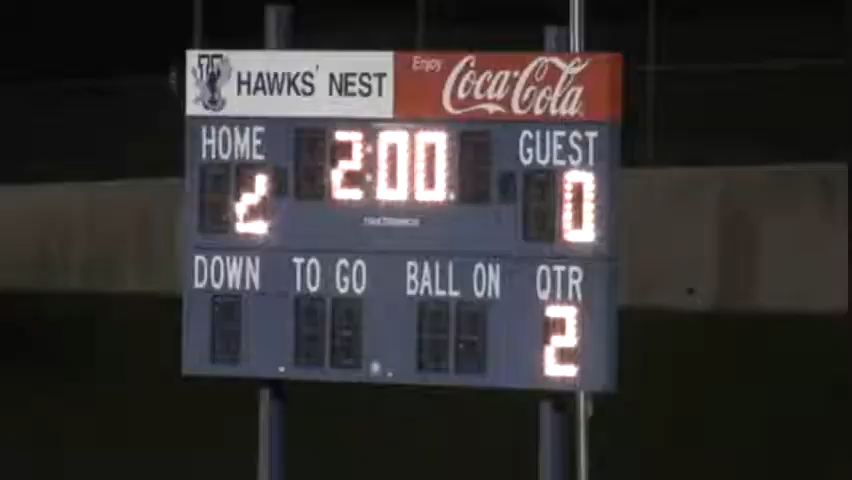 HAWKS' NEST
Enjoy
Coca-Cola
HOME 2:00 GUEST
2 0
DOWN TO GO BALL ON QTR
2